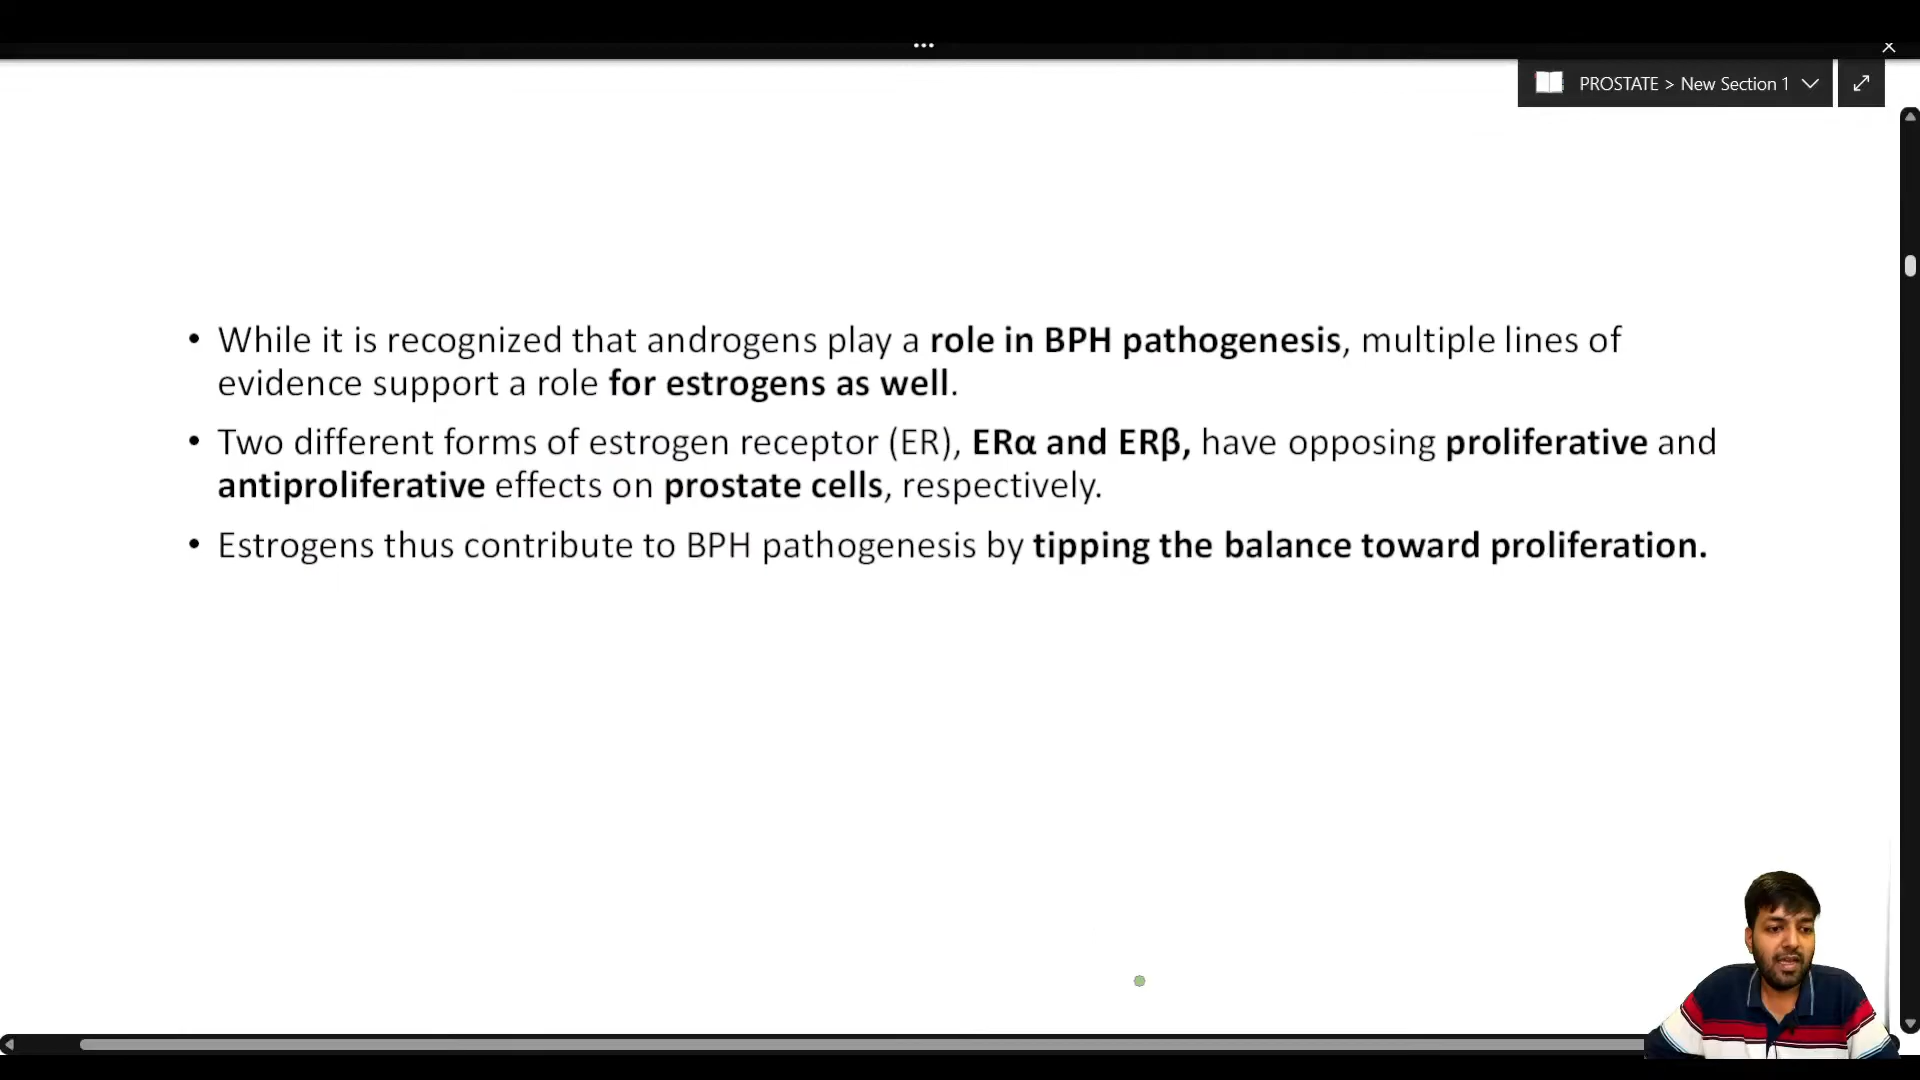 PROSTATE > New Section 1
• While it is recognized that androgens play a role in BPH pathogenesis, multiple lines of
evidence support a role for estrogens as well.
• Two different forms of estrogen receptor (ER), ERα and ERβ, have opposing proliferative and
antiproliferative effects on prostate cells, respectively.
• Estrogens thus contribute to BPH pathogenesis by tipping the balance toward proliferation.